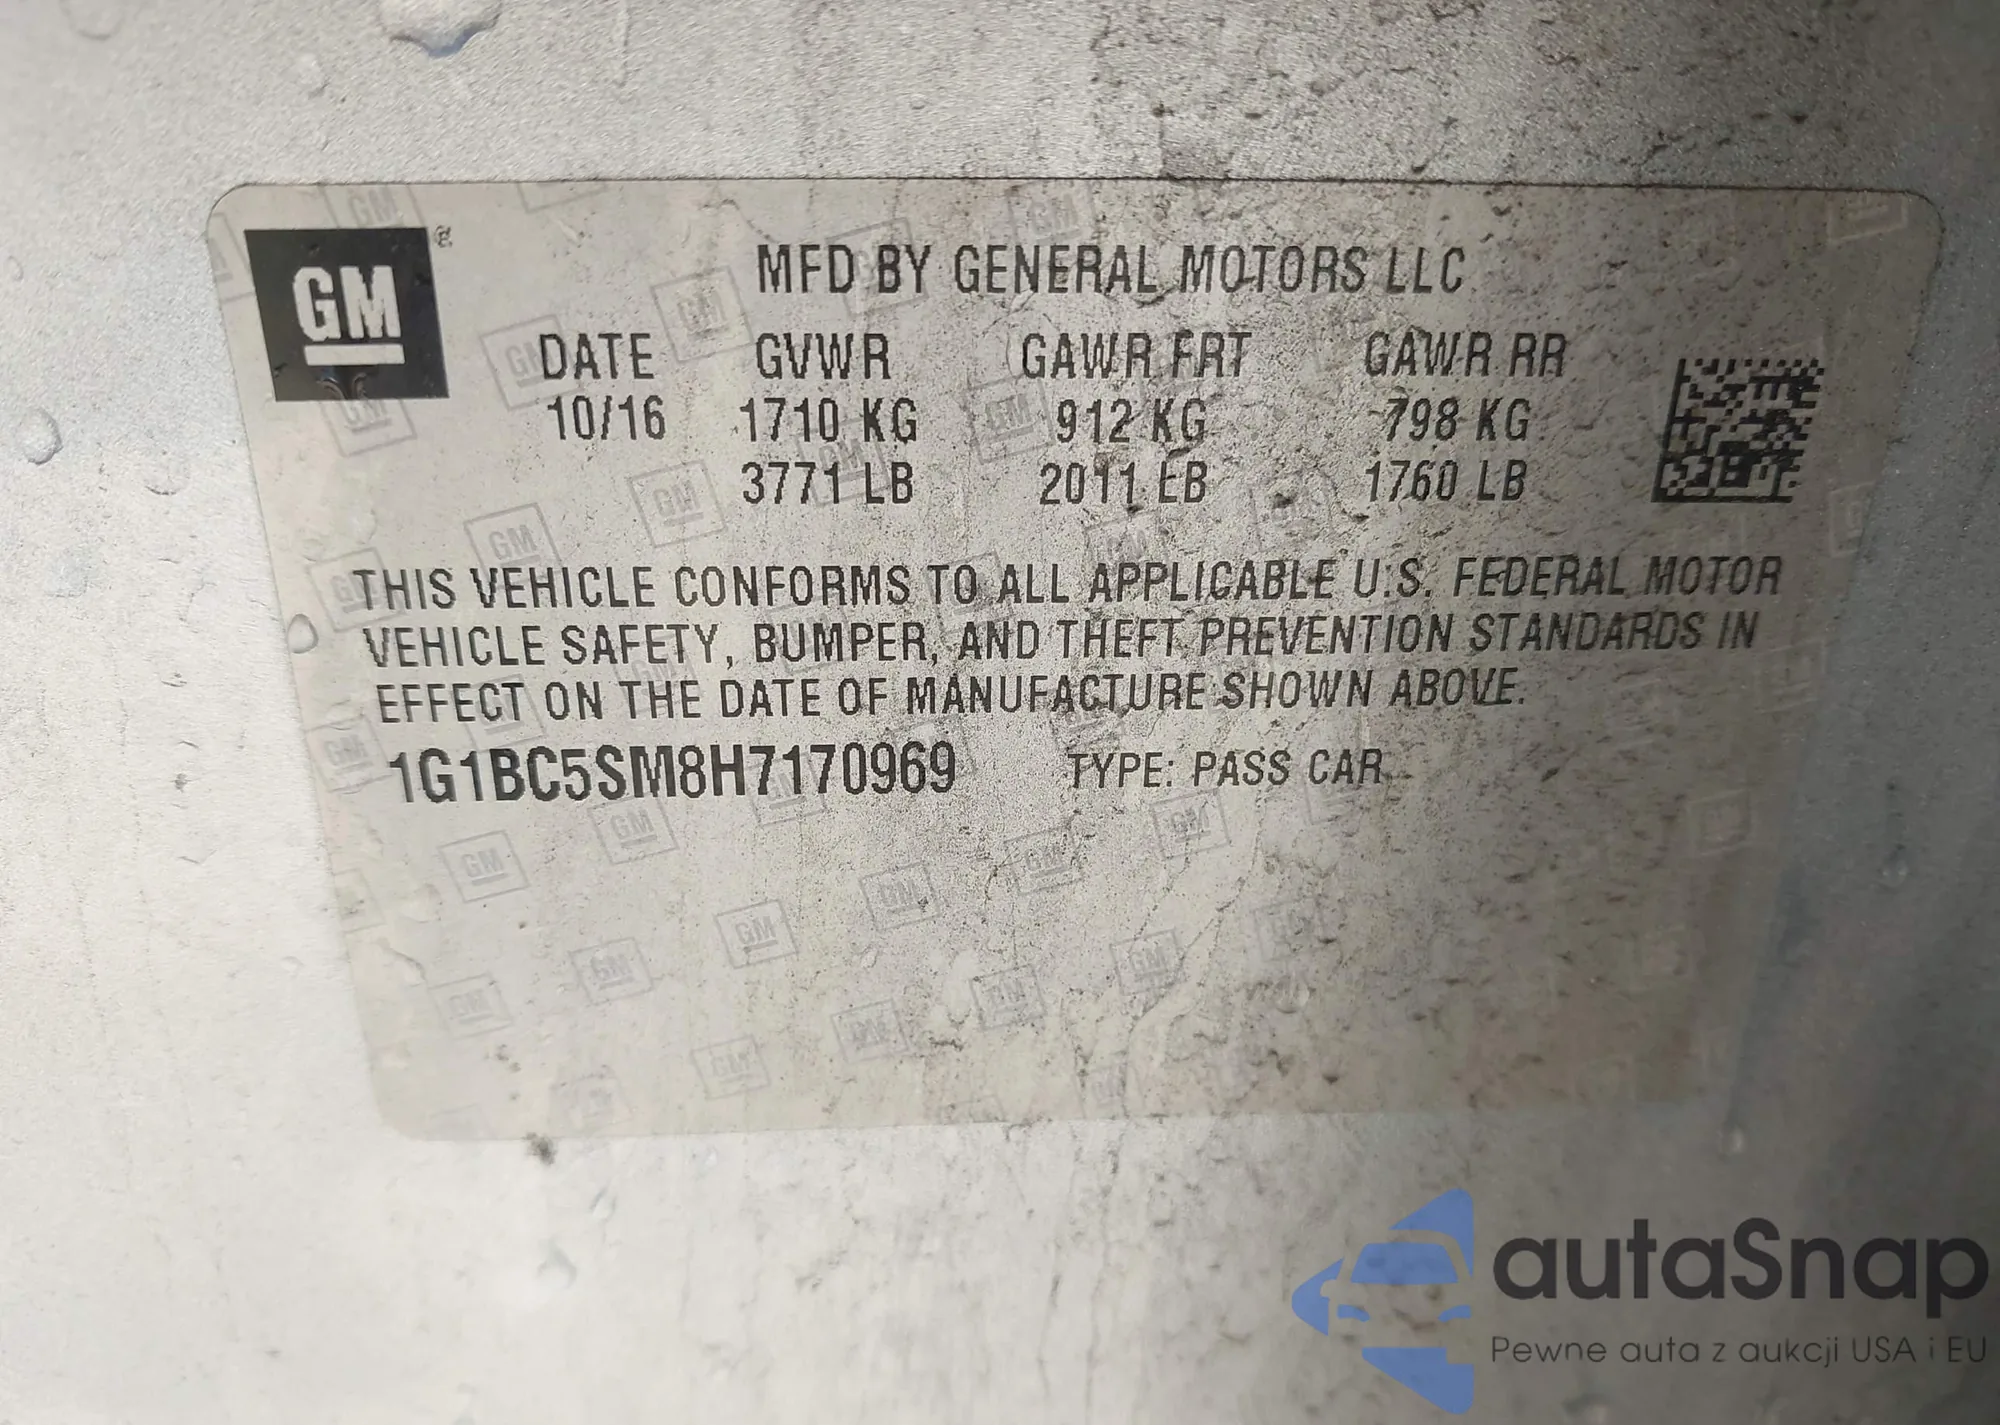 GM
MFD BY GENERAL MOTORS LLC
DATE GVWR GAWR FRT GAWR RR
10/16 1710 KG 912 KG 798 KG
3771 LB 2011 LB 1760 LB
THIS VEHICLE CONFORMS TO ALL APPLICABLE U.S. FEDERAL MOTOR
VEHICLE SAFETY, BUMPER, AND THEFT PREVENTION STANDARDS IN
EFFECT ON THE DATE OF MANUFACTURE SHOWN ABOVE.
1G1BC5SM8H7170969 TYPE: PASS CAR
autaSnap
Pewne auta z aukcji USA i EU